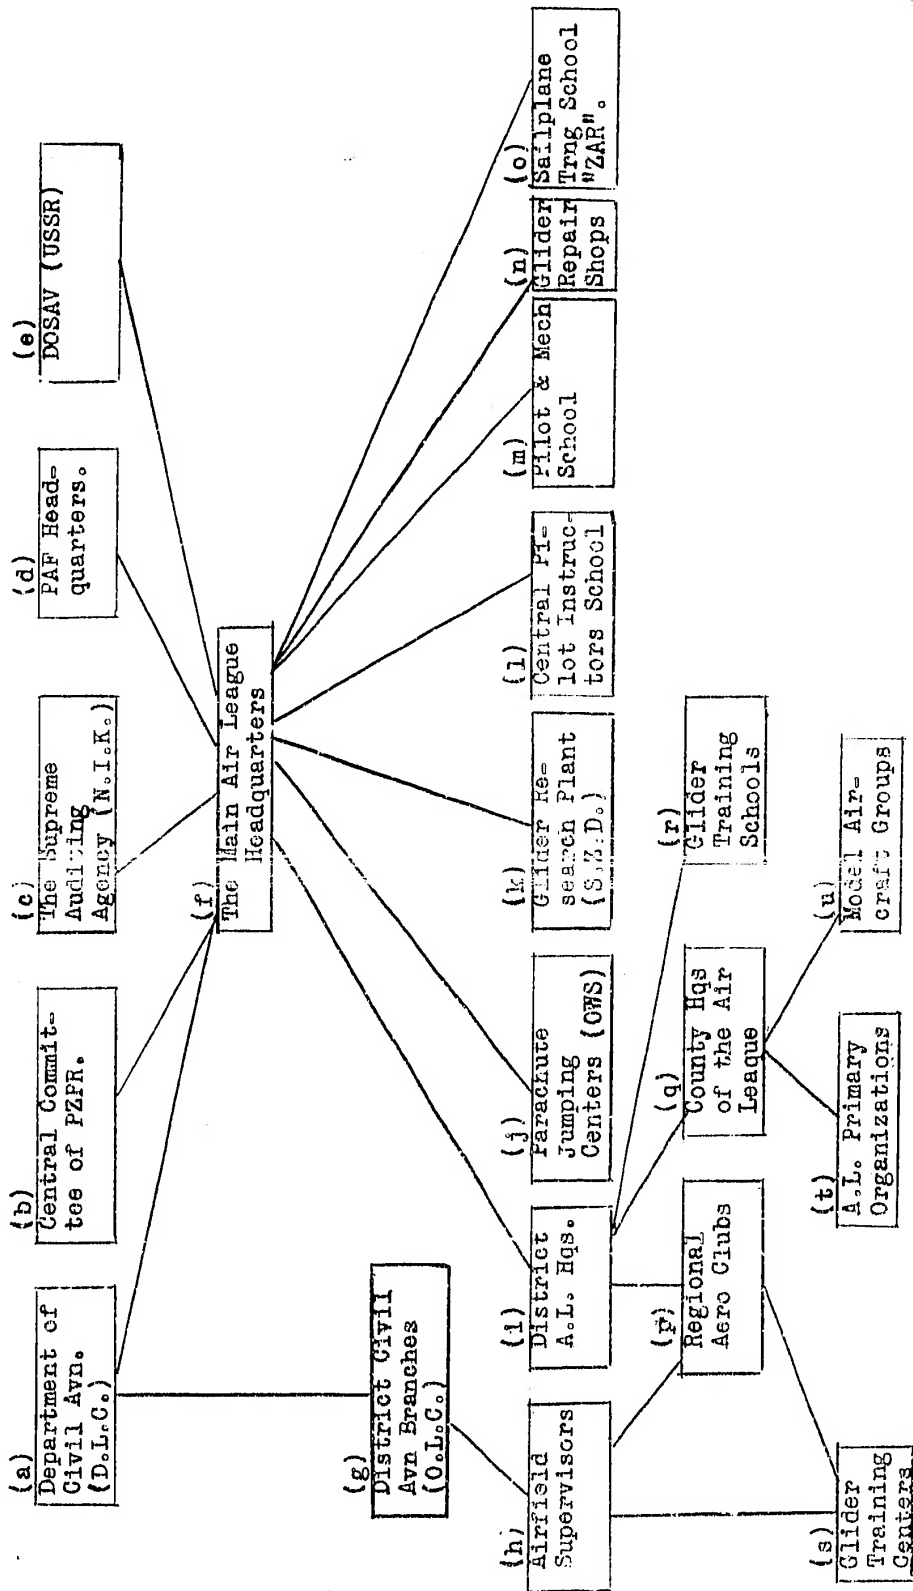 (a)
Department of
Civil Avn.
(D.L.C.)
(b)
Central Commit-
tee of PZPR.
(c)
The Supreme
Auditing
Agency (N.I.K.)
(d)
PAF Head-
quarters.
(e)
DOSAV (USSR)
(f)
The Main Air League
Headquarters
(g)
District Civil
Avn Branches
(O.L.C.)
(h)
Airfield
Supervisors
(i)
District
A.L. Hqs.
(j)
Parachute
Jumping
Centers (OWS)
(k)
Glider Re-
search Plant
(S.Z.D.)
(l)
Central Pi-
lot Instruc-
tors School
(m)
Pilot & Mech
School
(n)
Glider
Repair
Shops
(o)
Sailplane
Trng School
"ZAR".
(p)
Regional
Aero Clubs
(q)
County Hqs
of the Air
Leaque
(r)
Glider
Training
Schools
(s)
Glider
Training
Centers
(t)
A.L. Primary
Organizations
(u)
Model Air-
craft Groups